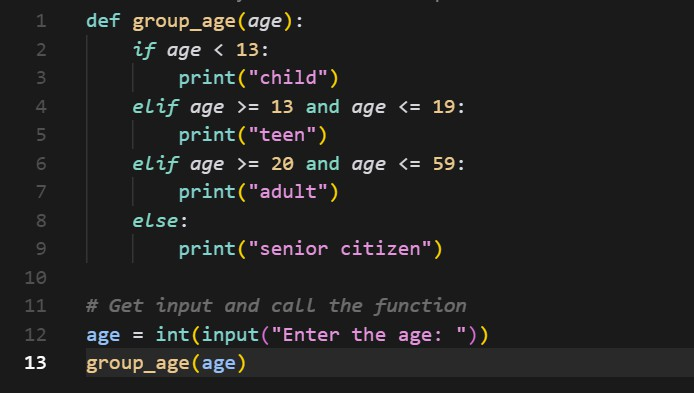 1 def group_age(age):
2     if age < 13:
3         print("child")
4     elif age >= 13 and age <= 19:
5         print("teen")
6     elif age >= 20 and age <= 59:
7         print("adult")
8     else:
9         print("senior citizen")
10
11 # Get input and call the function
12 age = int(input("Enter the age: "))
13 group_age(age)